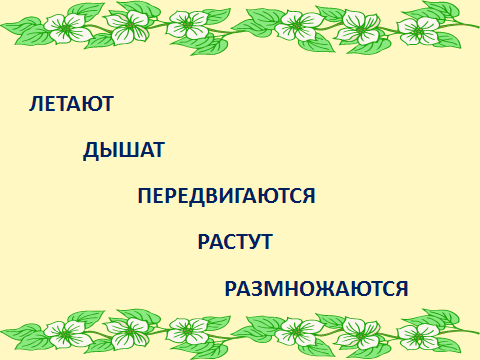 ЛЕТАЮТ
ДЫШАТ
ПЕРЕДВИГАЮТСЯ
РАСТУТ
РАЗМНОЖАЮТСЯ